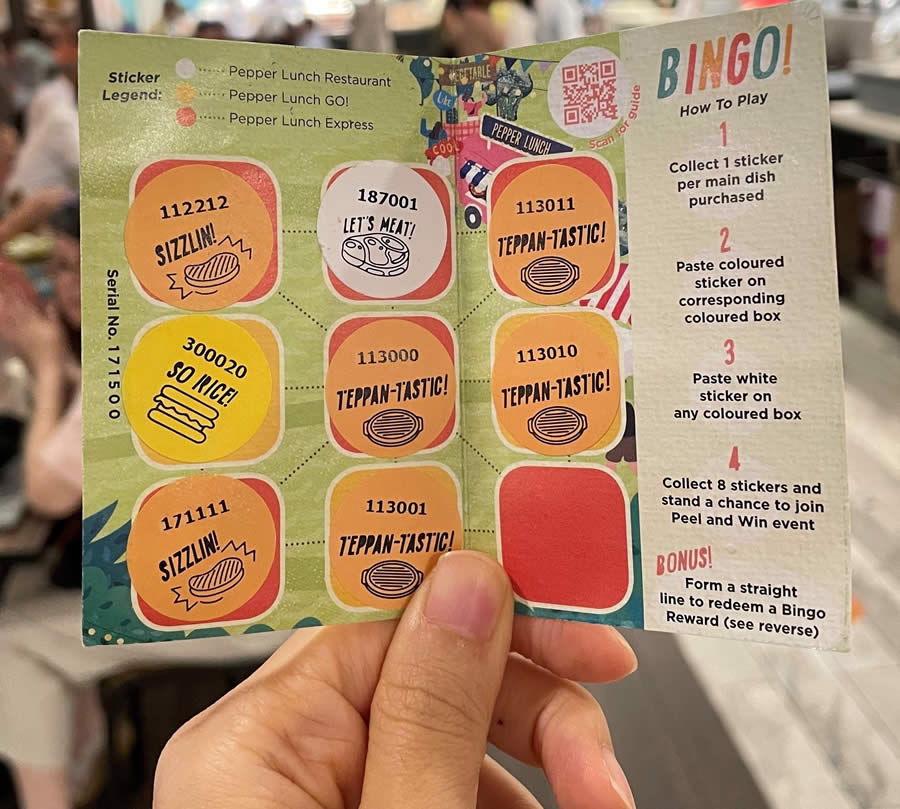 Sticker
Legend:
Pepper Lunch Restaurant
Pepper Lunch GO!
Pepper Lunch Express
VEGETABLE
COOL
PEPPER LUNCH
Scan for guide
Serial No. 171500
112212
SIZZLIN!
187001
LET'S MEAT!
113011
TEPPAN-TASTIC!
300020
SO RICE!
113000
TEPPAN-TASTIC!
113010
TEPPAN-TASTIC!
171111
SIZZLIN!
113001
TEPPAN-TASTIC!
BINGO!
How To Play
1
Collect 1 sticker
per main dish
purchased
2
Paste coloured
sticker on
corresponding
coloured box
3
Paste white
sticker on
any coloured box
4
Collect 8 stickers and
stand a chance to join
Peel and Win event
BONUS!
Form a straight
line to redeem a Bingo
Reward (see reverse)